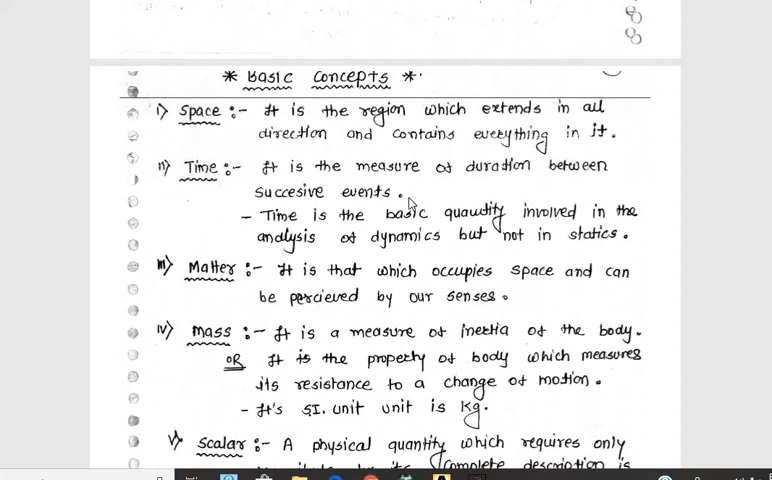 * Basic Concepts *
i) Space :- It is the region which extends in all
direction and contains everything in it.
ii) Time :- It is the measure of duration between
succesive events.
- Time is the basic quantity involved in the
analysis of dynamics but not in statics.
iii) Matter :- It is that which occupies space and can
be percieved by our senses.
iv) Mass :- It is a measure of inertia of the body.
OR It is the property of body which measures
its resistance to a change of motion.
- It's SI. unit unit is Kg.
v) Scalar :- A physical quantity which requires only
complete description is